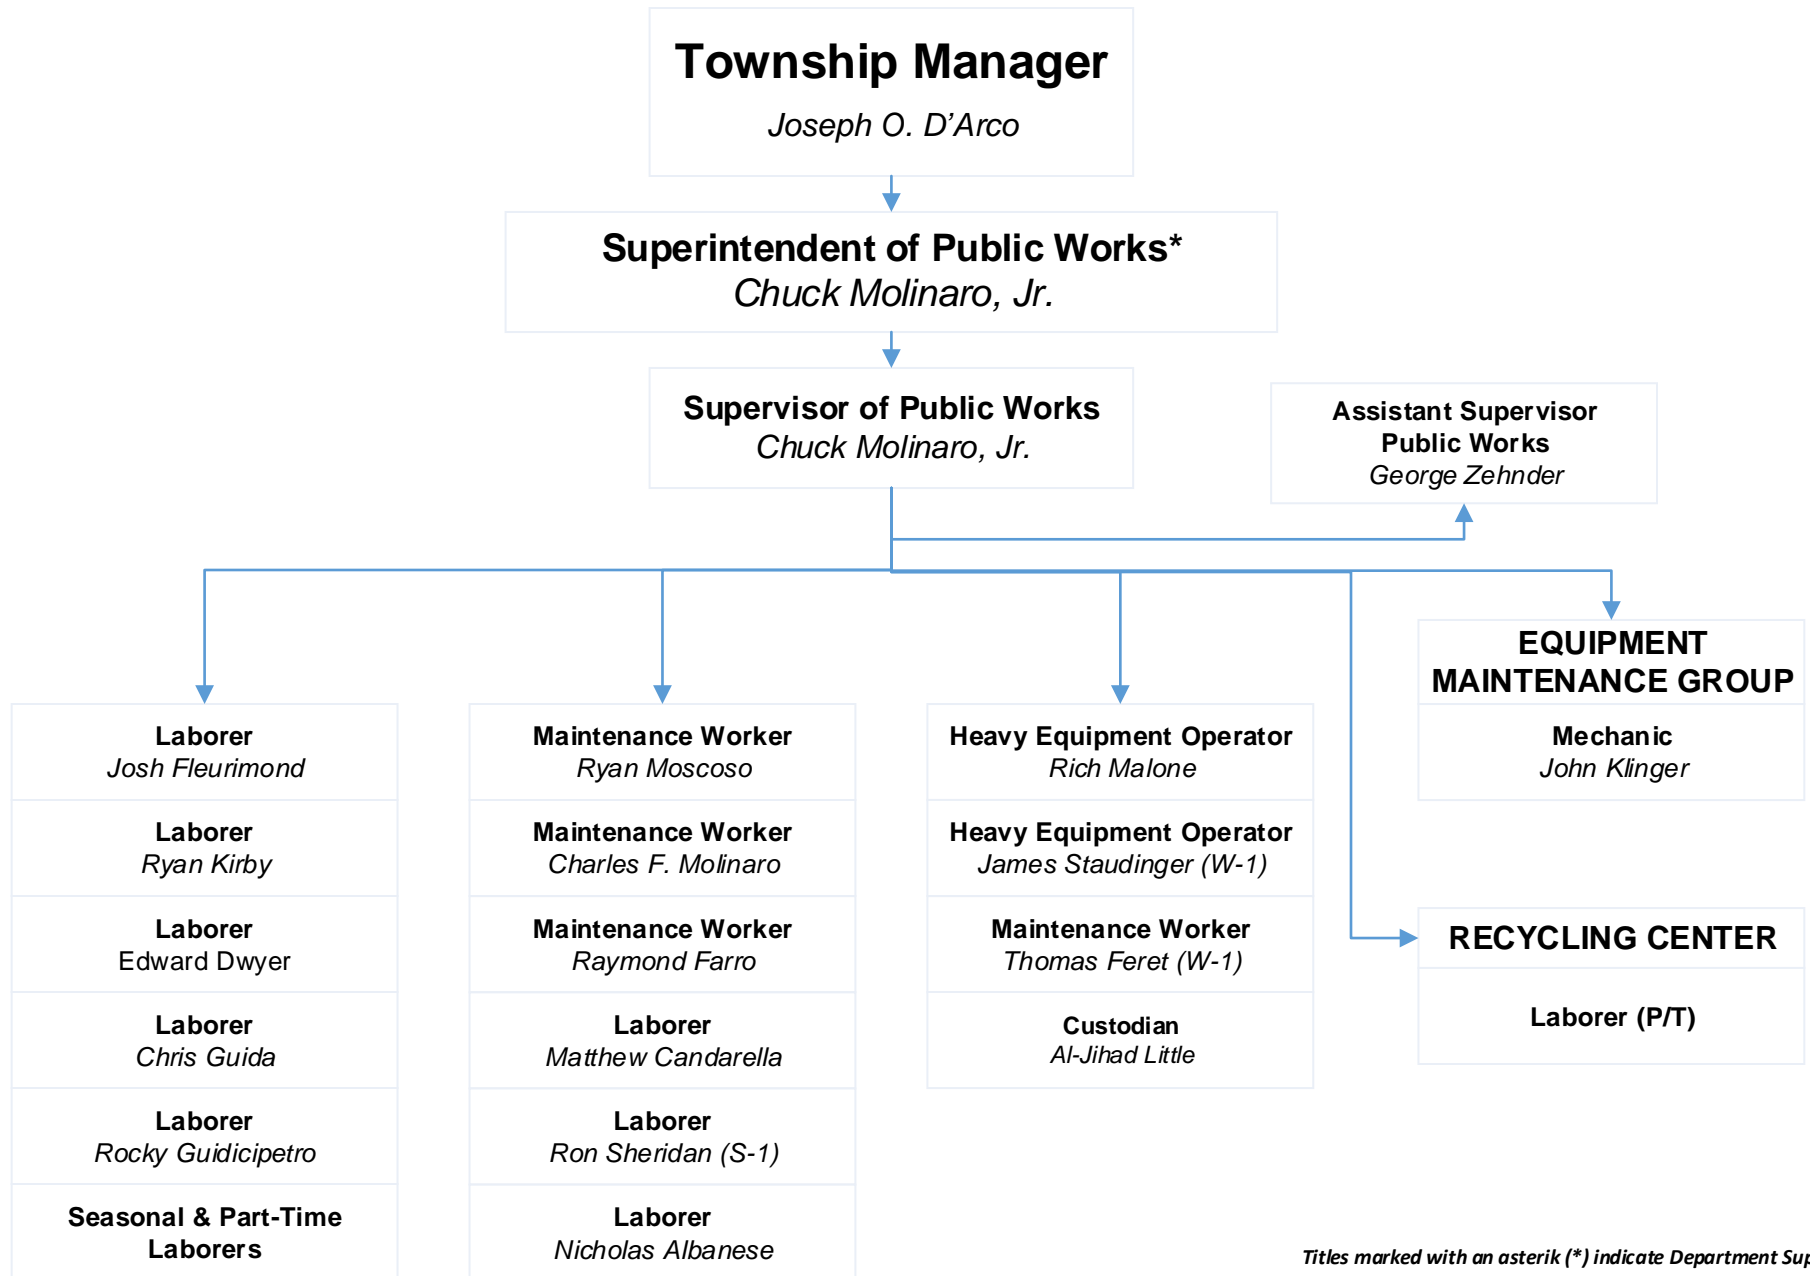 Township Manager
Joseph O. D'Arco
Superintendent of Public Works*
Chuck Molinaro, Jr.
Supervisor of Public Works
Chuck Molinaro, Jr.
Assistant Supervisor
Public Works
George Zehnder
Laborer
Josh Fleurimond
Laborer
Ryan Kirby
Laborer
Edward Dwyer
Laborer
Chris Guida
Laborer
Rocky Guidicipetro
Seasonal & Part-Time
Laborers
Maintenance Worker
Ryan Moscoso
Maintenance Worker
Charles F. Molinaro
Maintenance Worker
Raymond Farro
Laborer
Matthew Candarella
Laborer
Ron Sheridan (S-1)
Laborer
Nicholas Albanese
Heavy Equipment Operator
Rich Malone
Heavy Equipment Operator
James Staudinger (W-1)
Maintenance Worker
Thomas Feret (W-1)
Custodian
Al-Jihad Little
EQUIPMENT
MAINTENANCE GROUP
Mechanic
John Klinger
RECYCLING CENTER
Laborer (P/T)
Titles marked with an asterik (*) indicate Department